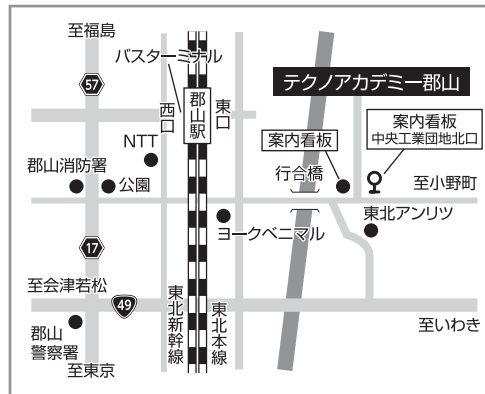 至福島
バスターミナル
57
西口
郡山駅
東口
テクノアカデミー郡山
案内看板
中央工業団地北口
NTT
案内看板
郡山消防署
公園
行合橋
至小野町
ヨークベニマル
東北アンリツ
17
至会津若松
49
東北新幹線
東北本線
至いわき
郡山
警察署
至東京